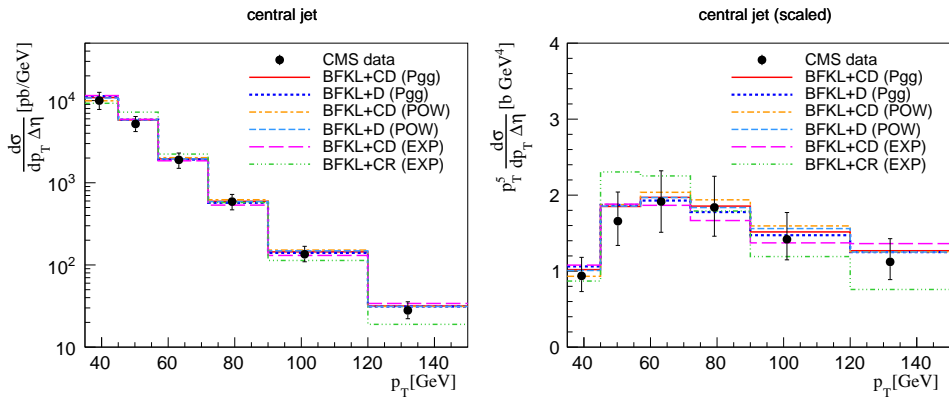 central jet
dσ/dp_T Δη [pb/GeV]
10^4
10^3
10^2
10
CMS data
BFKL+CD (Pgg)
BFKL+D (Pgg)
BFKL+CD (POW)
BFKL+D (POW)
BFKL+CD (EXP)
BFKL+CR (EXP)
40 60 80 100 120 140
p_T[GeV]
central jet (scaled)
p_T^5 dσ/dp_T Δη [b GeV^4]
4
3
2
1
0
CMS data
BFKL+CD (Pgg)
BFKL+D (Pgg)
BFKL+CD (POW)
BFKL+D (POW)
BFKL+CD (EXP)
BFKL+CR (EXP)
40 60 80 100 120 140
p_T[GeV]